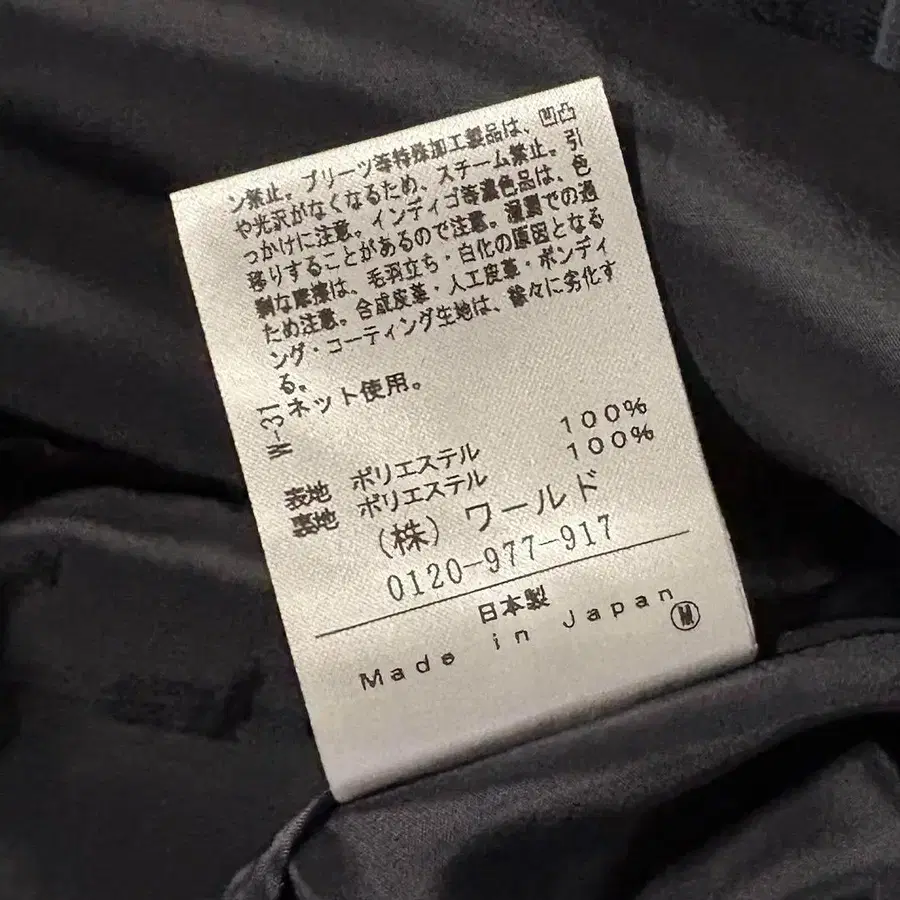 ン禁止。プリーツ等特殊加工製品は、凹凸
や光沢がなくなるため、スチーム禁止。引
っかけに注意。インディゴ等濃色品は、色
移りすることがあるので注意。湿潤での過
剰な摩擦は、毛羽立ち・白化の原因となる
ため注意。合成皮革・人工皮革・ボンディ
ング・コーティング生地は、徐々に劣化す
る。
W-31 ネット使用。
表地 ポリエステル 100%
裏地 ポリエステル 100%
(株) ワールド
0120-977-917
日本製
Made in Japan
M